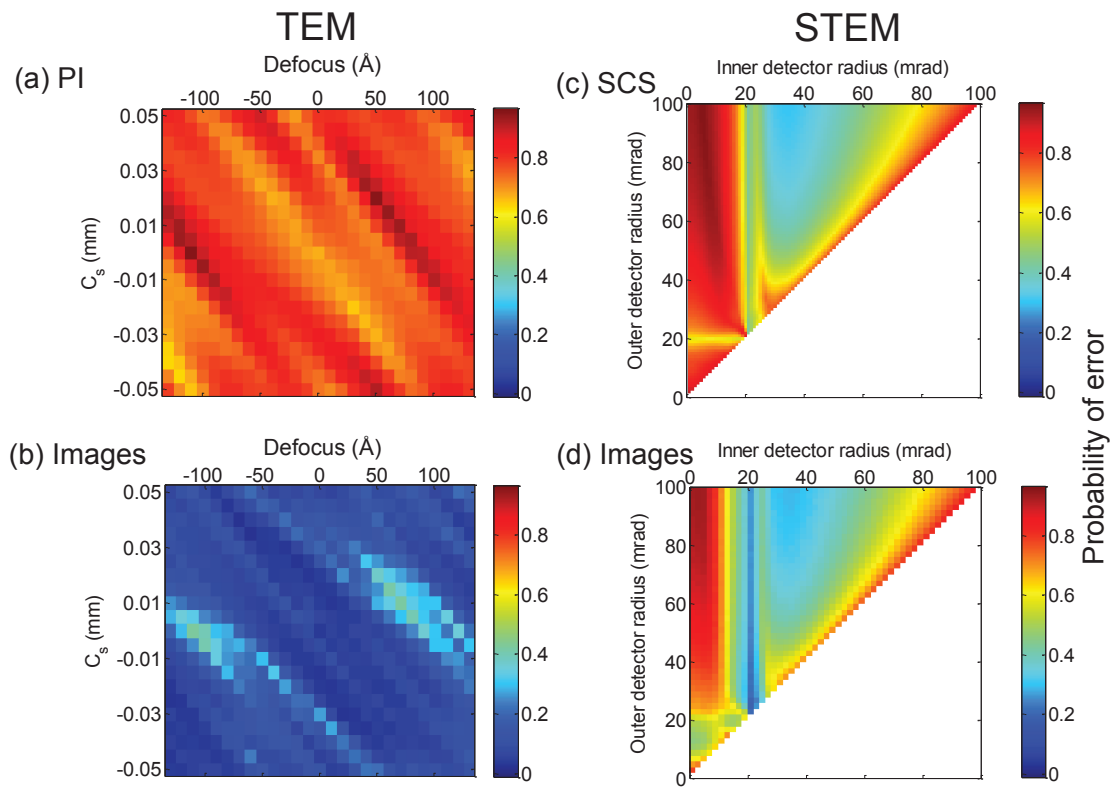 TEM
STEM
(a) PI
Defocus (Å)
-100 -50 0 50 100
0.05
0.03
0.01
-0.01
-0.03
-0.05
C_s (mm)
0.8
0.6
0.4
0.2
0
(c) SCS
Inner detector radius (mrad)
0 20 40 60 80 100
100
80
60
40
20
0
Outer detector radius (mrad)
0.8
0.6
0.4
0.2
0
(b) Images
Defocus (Å)
-100 -50 0 50 100
0.05
0.03
0.01
-0.01
-0.03
-0.05
C_s (mm)
0.8
0.6
0.4
0.2
0
(d) Images
Inner detector radius (mrad)
0 20 40 60 80 100
100
80
60
40
20
0
Outer detector radius (mrad)
0.8
0.6
0.4
0.2
0
Probability of error